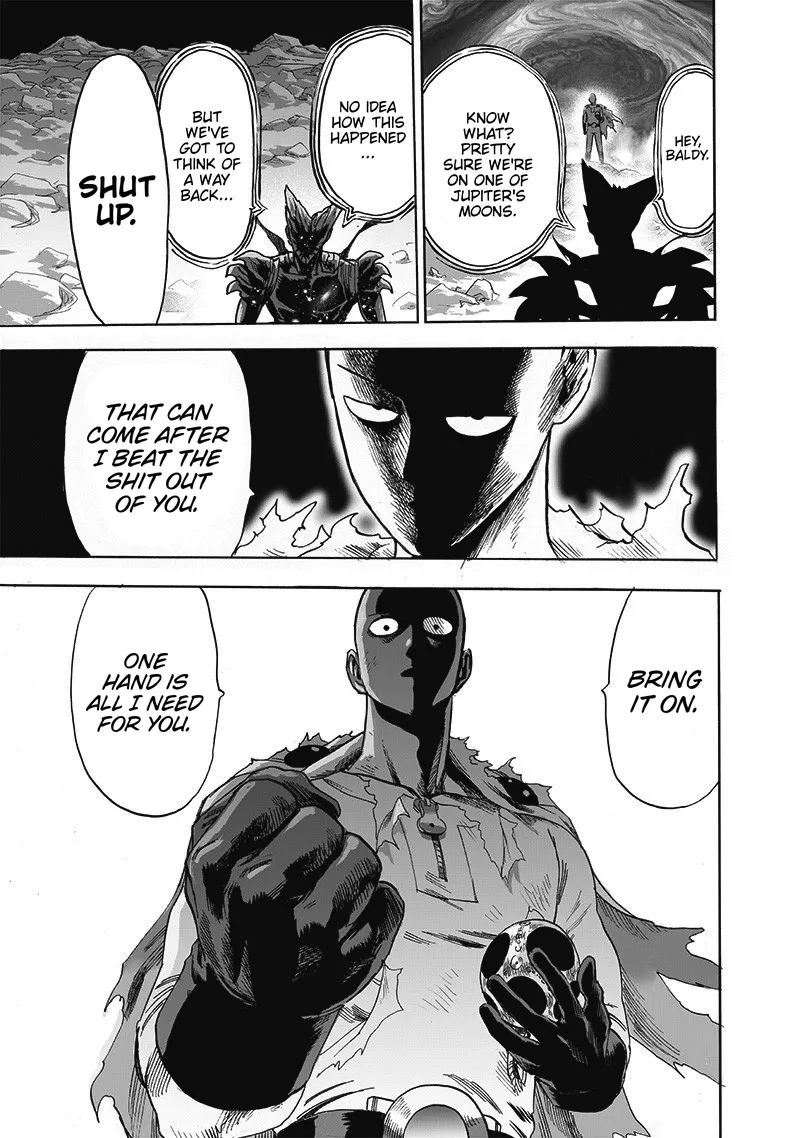 HEY,
BALDY.
KNOW
WHAT?
PRETTY
SURE WE'RE
ON ONE OF
JUPITER'S
MOONS.
NO IDEA
HOW THIS
HAPPENED
...
BUT
WE'VE
GOT TO
THINK OF
A WAY
BACK...
SHUT
UP.
THAT CAN
COME AFTER
I BEAT THE
SHIT OUT
OF YOU.
BRING
IT ON.
ONE
HAND IS
ALL I NEED
FOR YOU.